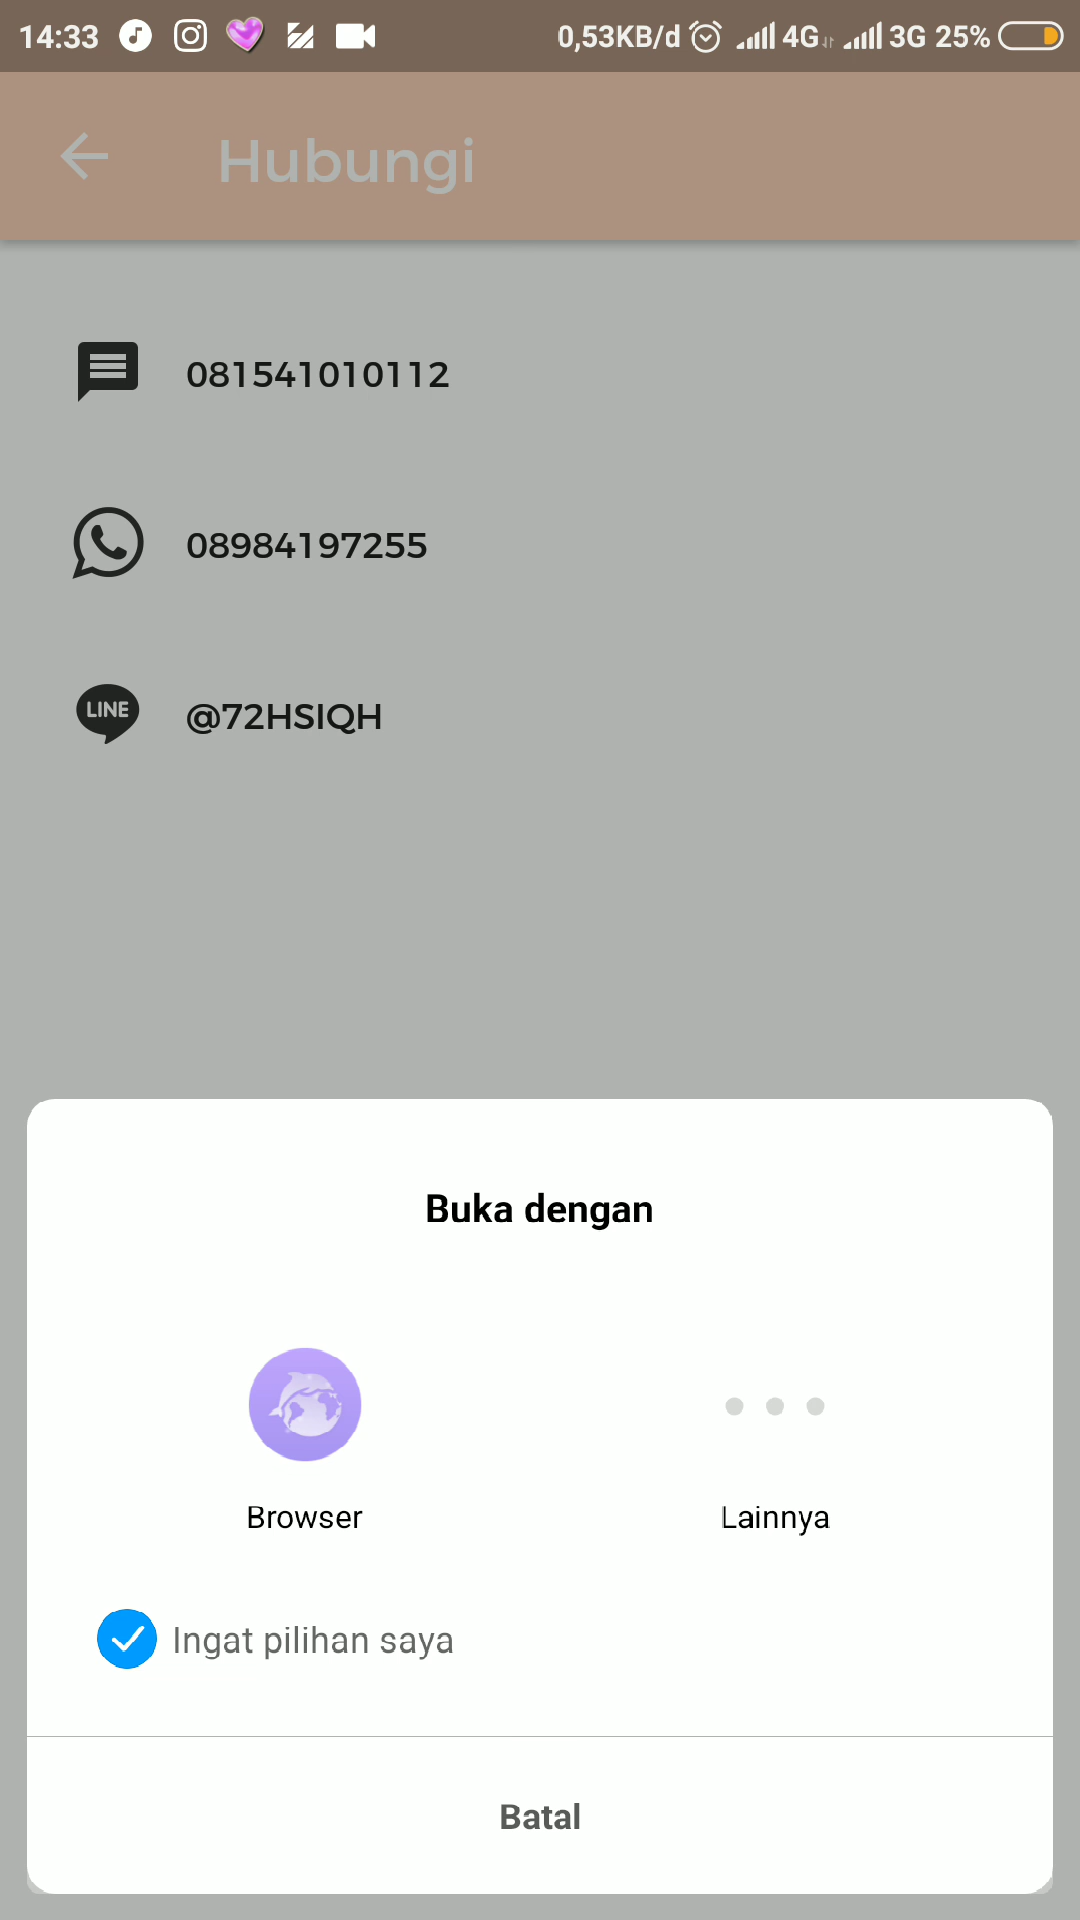 14:33 0,53KB/d 4G 3G 25%
Hubungi
081541010112
08984197255
LINE @72HSIQH
Buka dengan
Browser Lainnya
Ingat pilihan saya
Batal